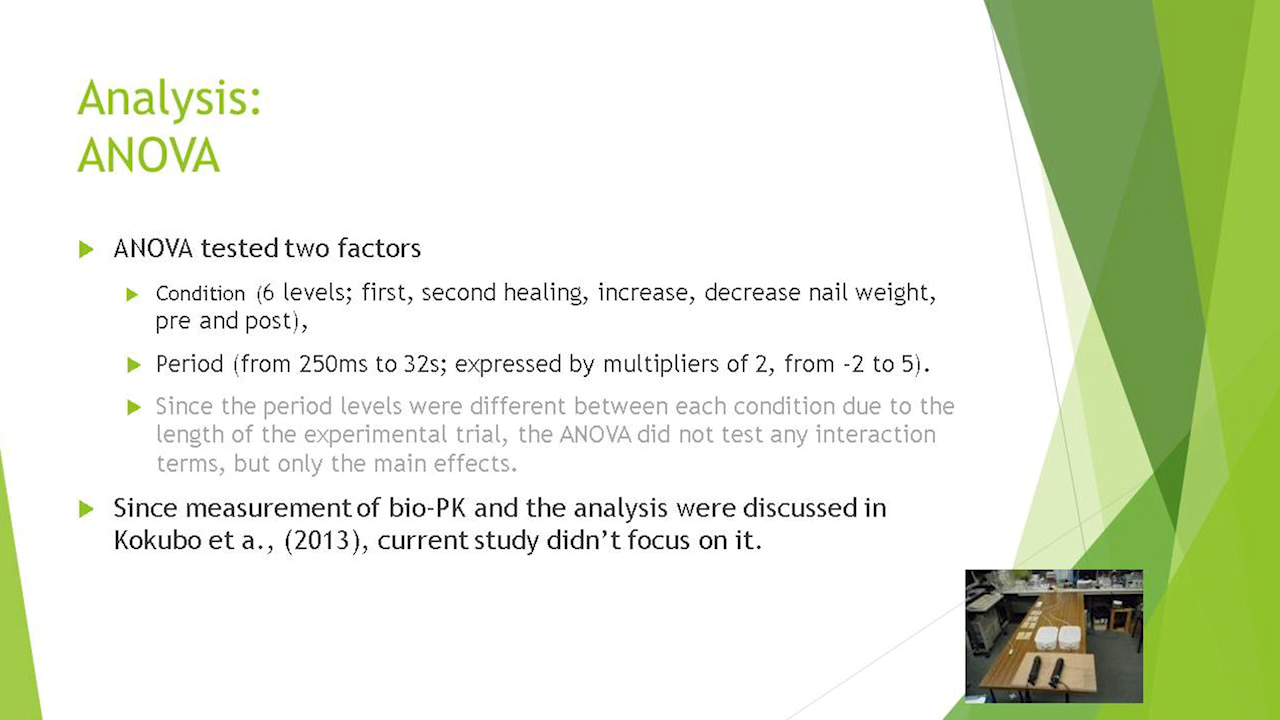 Analysis:
ANOVA
ANOVA tested two factors
Condition (6 levels; first, second healing, increase, decrease nail weight,
pre and post),
Period (from 250ms to 32s; expressed by multipliers of 2, from -2 to 5).
Since the period levels were different between each condition due to the
length of the experimental trial, the ANOVA did not test any interaction
terms, but only the main effects.
Since measurement of bio-PK and the analysis were discussed in
Kokubo et a., (2013), current study didn't focus on it.